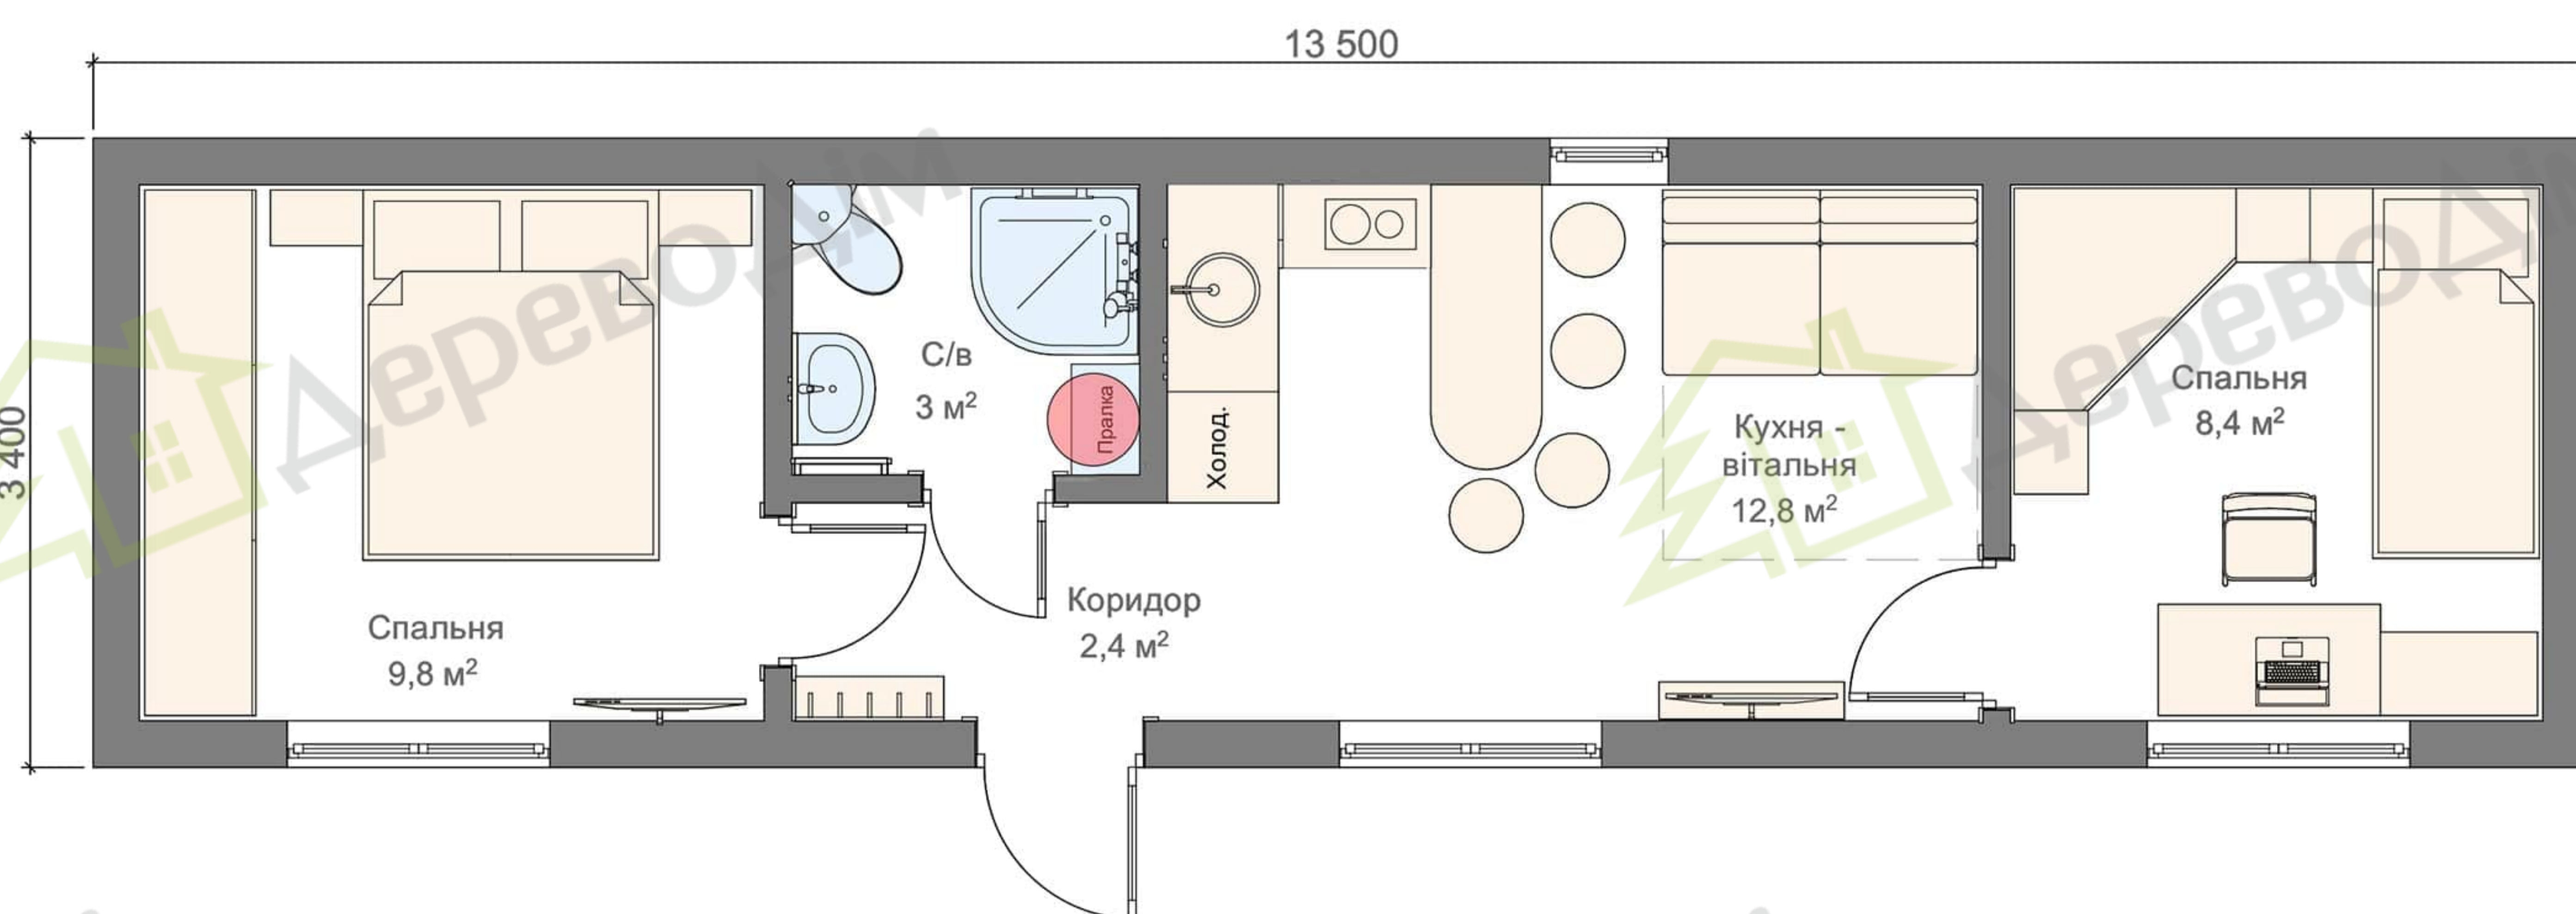 13 500
3 400
ДеревоДім
ДеревоДім
С/в
3 м²
Пралка
Холод.
Кухня -
вітальня
12,8 м²
Спальня
8,4 м²
Коридор
2,4 м²
Спальня
9,8 м²